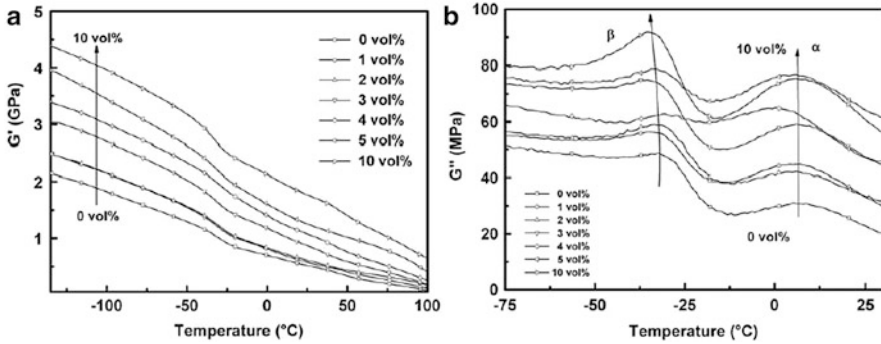 a
5
4
3
2
1
G' (GPa)
10 vol%
0 vol%
0 vol%
1 vol%
2 vol%
3 vol%
4 vol%
5 vol%
10 vol%
-100
-50
0
50
100
Temperature (°C)
b
100
80
60
40
20
0
G'' (MPa)
β
10 vol%
α
0 vol%
0 vol%
1 vol%
2 vol%
3 vol%
4 vol%
5 vol%
10 vol%
-75
-50
-25
0
25
Temperature (°C)